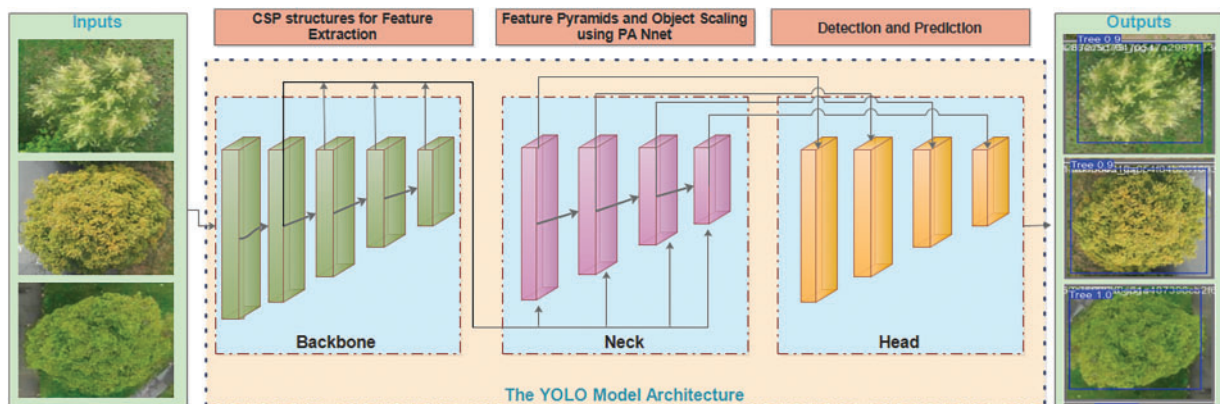 Inputs
CSP structures for Feature
Extraction
Feature Pyramids and Object Scaling
using PA Nnet
Detection and Prediction
Outputs
Tree 0.9
Tree 0.9
Tree 1.0
Backbone
Neck
Head
The YOLO Model Architecture